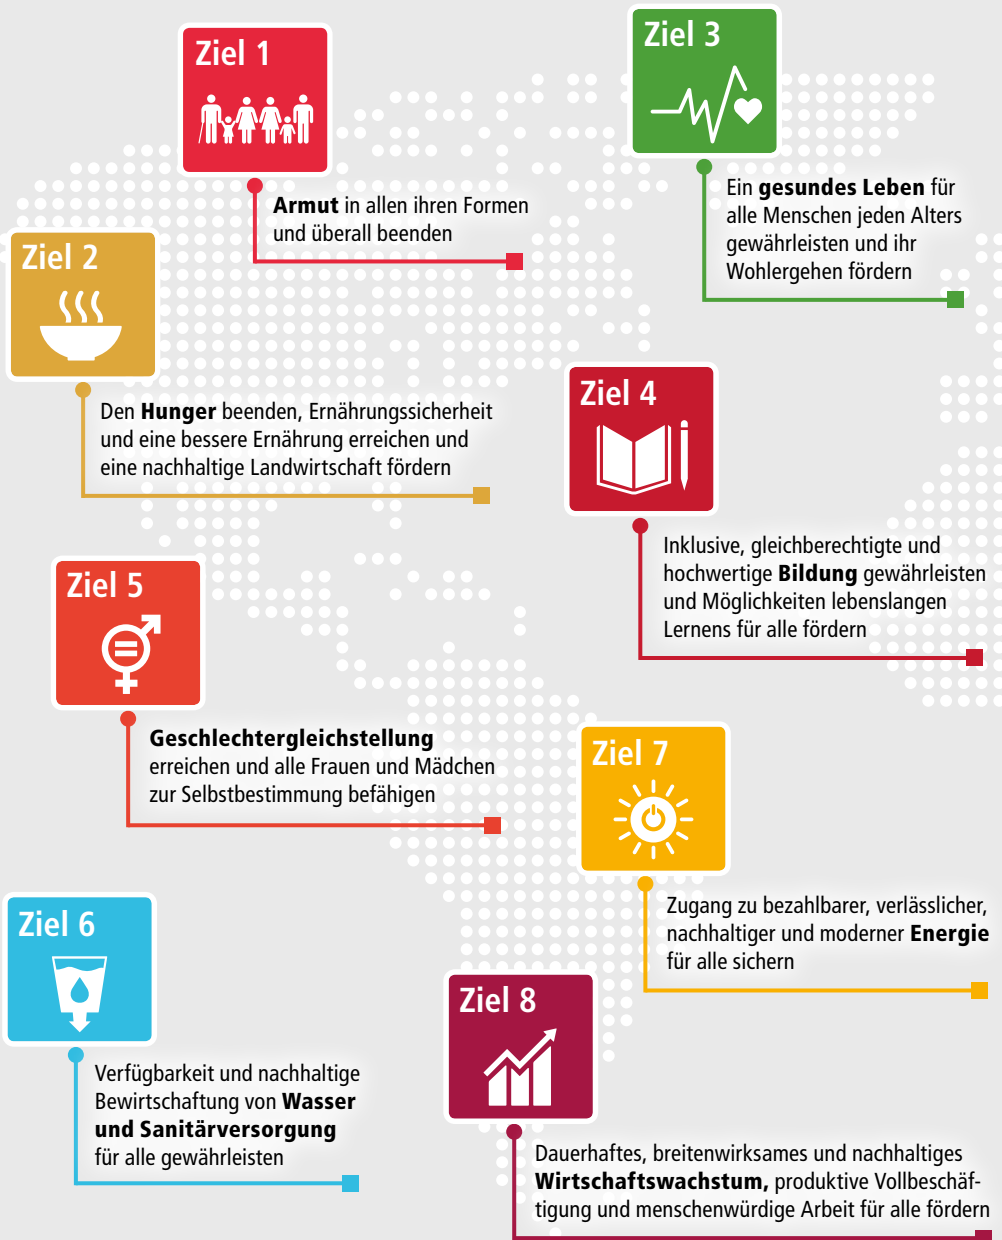 Ziel 1
Armut in allen ihren Formen
und überall beenden
Ziel 2
Den Hunger beenden, Ernährungssicherheit
und eine bessere Ernährung erreichen und
eine nachhaltige Landwirtschaft fördern
Ziel 3
Ein gesundes Leben für
alle Menschen jeden Alters
gewährleisten und ihr
Wohlergehen fördern
Ziel 4
Inklusive, gleichberechtigte und
hochwertige Bildung gewährleisten
und Möglichkeiten lebenslangen
Lernens für alle fördern
Ziel 5
Geschlechtergleichstellung
erreichen und alle Frauen und Mädchen
zur Selbstbestimmung befähigen
Ziel 6
Verfügbarkeit und nachhaltige
Bewirtschaftung von Wasser
und Sanitärversorgung
für alle gewährleisten
Ziel 7
Zugang zu bezahlbarer, verlässlicher,
nachhaltiger und moderner Energie
für alle sichern
Ziel 8
Dauerhaftes, breitenwirksames und nachhaltiges
Wirtschaftswachstum, produktive Vollbeschäf-
tigung und menschenwürdige Arbeit für alle fördern